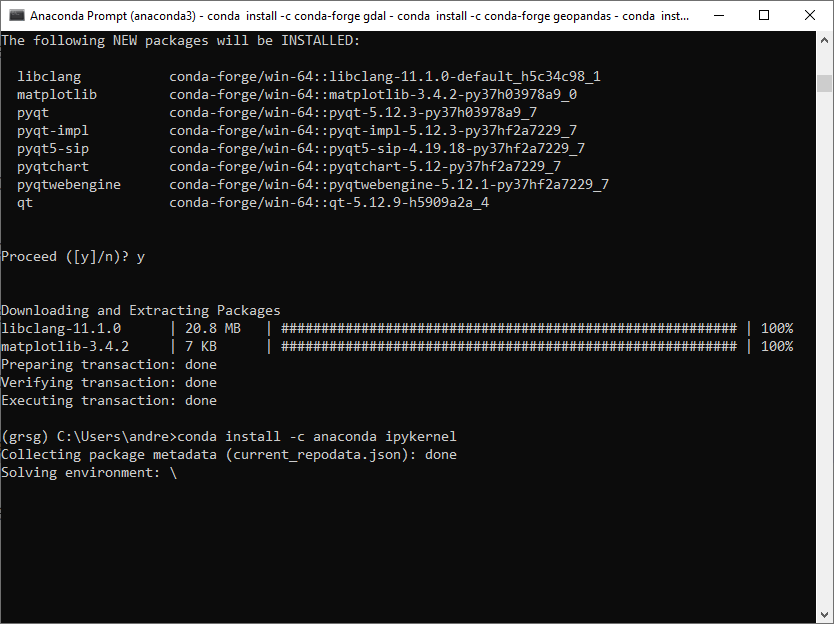 Anaconda Prompt (anaconda3) - conda  install -c conda-forge gdal - conda  install -c conda-forge geopandas - conda  inst...
The following NEW packages will be INSTALLED:
libclang           conda-forge/win-64::libclang-11.1.0-default_h5c34c98_1
matplotlib         conda-forge/win-64::matplotlib-3.4.2-py37h03978a9_0
pyqt               conda-forge/win-64::pyqt-5.12.3-py37h03978a9_7
pyqt-impl          conda-forge/win-64::pyqt-impl-5.12.3-py37hf2a7229_7
pyqt5-sip          conda-forge/win-64::pyqt5-sip-4.19.18-py37hf2a7229_7
pyqtchart          conda-forge/win-64::pyqtchart-5.12-py37hf2a7229_7
pyqtwebengine      conda-forge/win-64::pyqtwebengine-5.12.1-py37hf2a7229_7
qt                 conda-forge/win-64::qt-5.12.9-h5909a2a_4
Proceed ([y]/n)? y
Downloading and Extracting Packages
libclang-11.1.0      | 20.8 MB   | ######################################################### | 100%
matplotlib-3.4.2     | 7 KB      | ######################################################### | 100%
Preparing transaction: done
Verifying transaction: done
Executing transaction: done
(grsg) C:\Users\andre>conda install -c anaconda ipykernel
Collecting package metadata (current_repodata.json): done
Solving environment: \